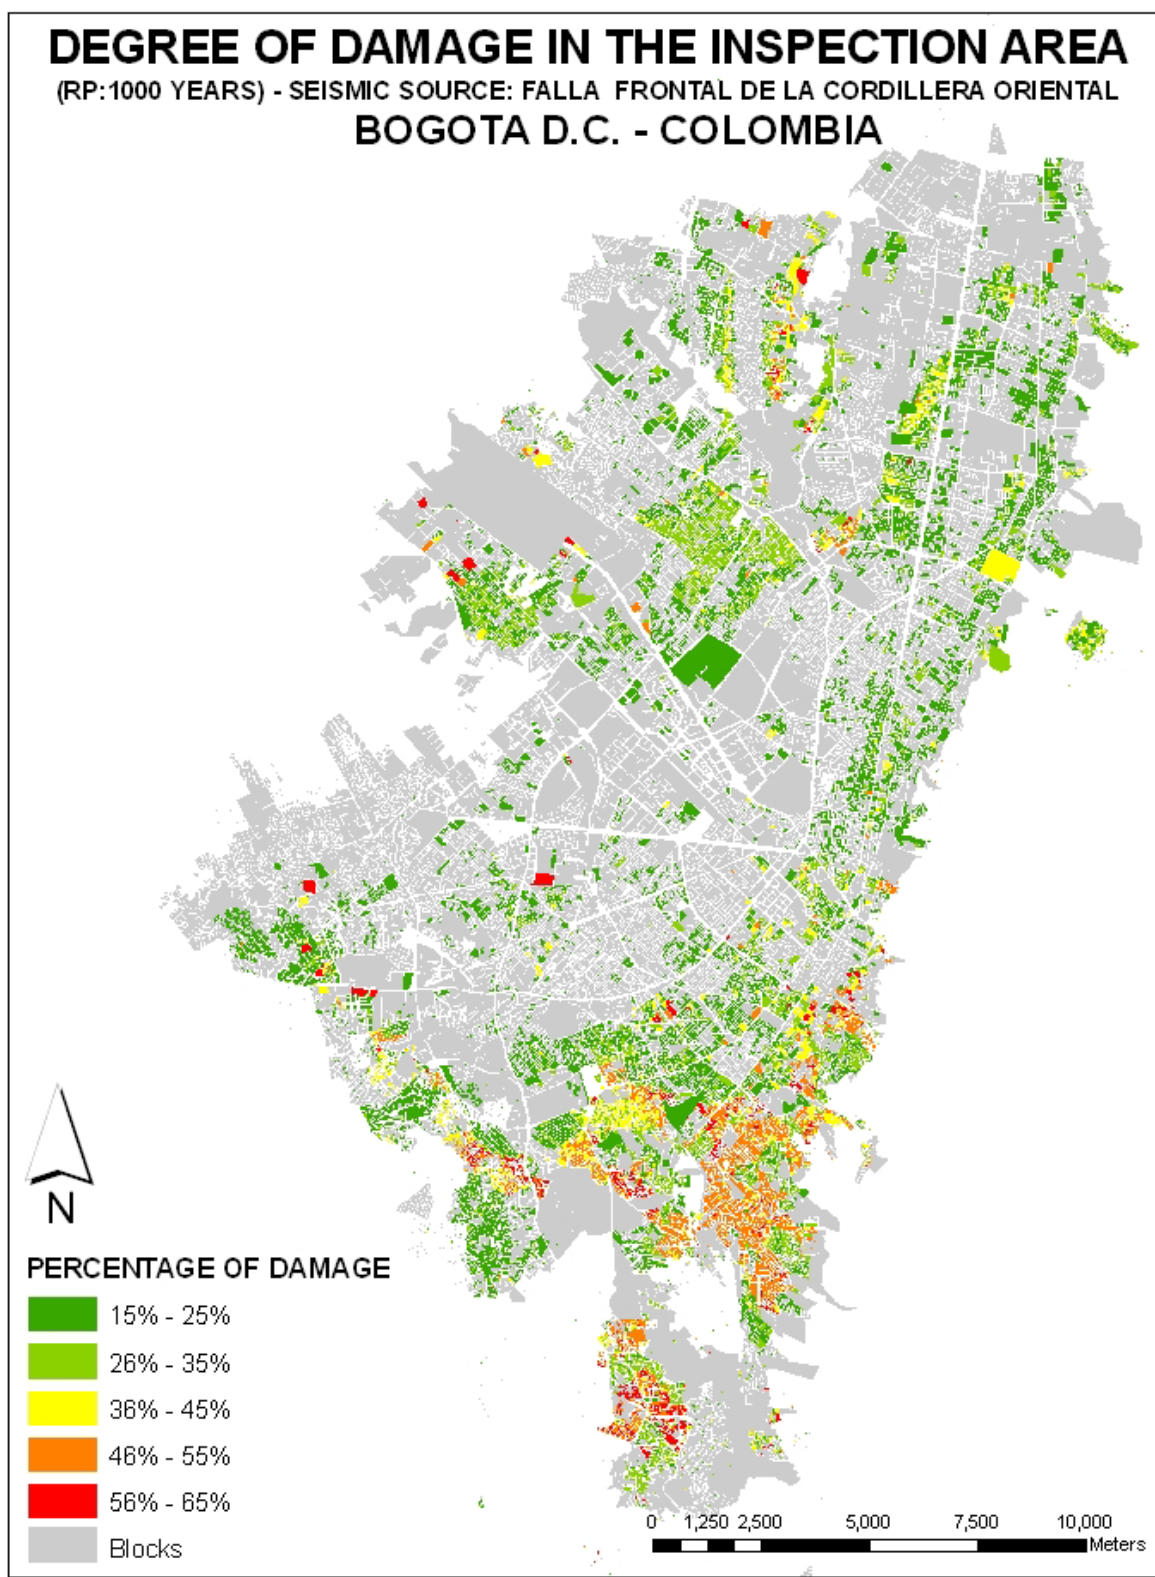 DEGREE OF DAMAGE IN THE INSPECTION AREA
(RP:1000 YEARS) - SEISMIC SOURCE: FALLA FRONTAL DE LA CORDILLERA ORIENTAL
BOGOTA D.C. - COLOMBIA
N
PERCENTAGE OF DAMAGE
15% - 25%
26% - 35%
36% - 45%
46% - 55%
56% - 65%
Blocks
0 1,250 2,500 5,000 7,500 10,000
Meters